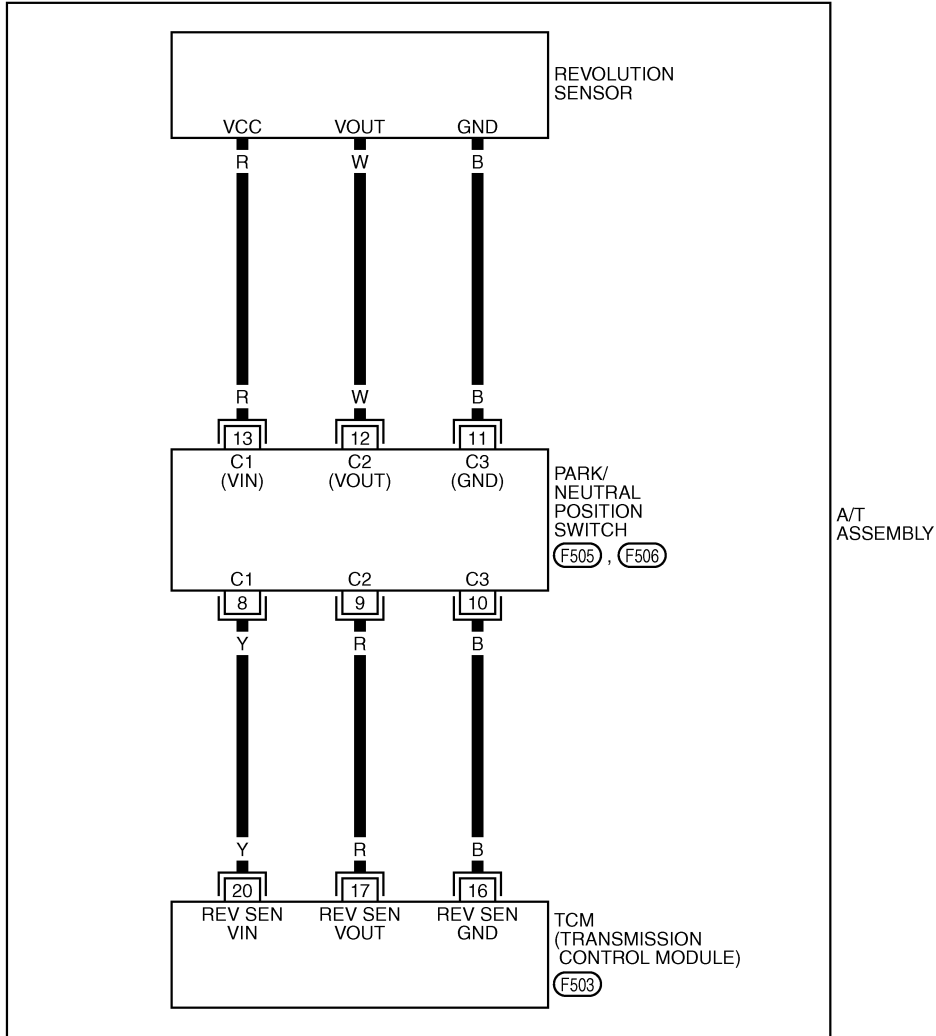 REVOLUTION
SENSOR
VCC VOUT GND
R W B
R W B
13 12 11
C1 C2 C3
(VIN) (VOUT) (GND)
PARK/
NEUTRAL
POSITION
SWITCH
F505 , F506
A/T
ASSEMBLY
C1 C2 C3
8 9 10
Y R B
Y R B
20 17 16
REV SEN REV SEN REV SEN
VIN VOUT GND
TCM
(TRANSMISSION
CONTROL MODULE)
F503